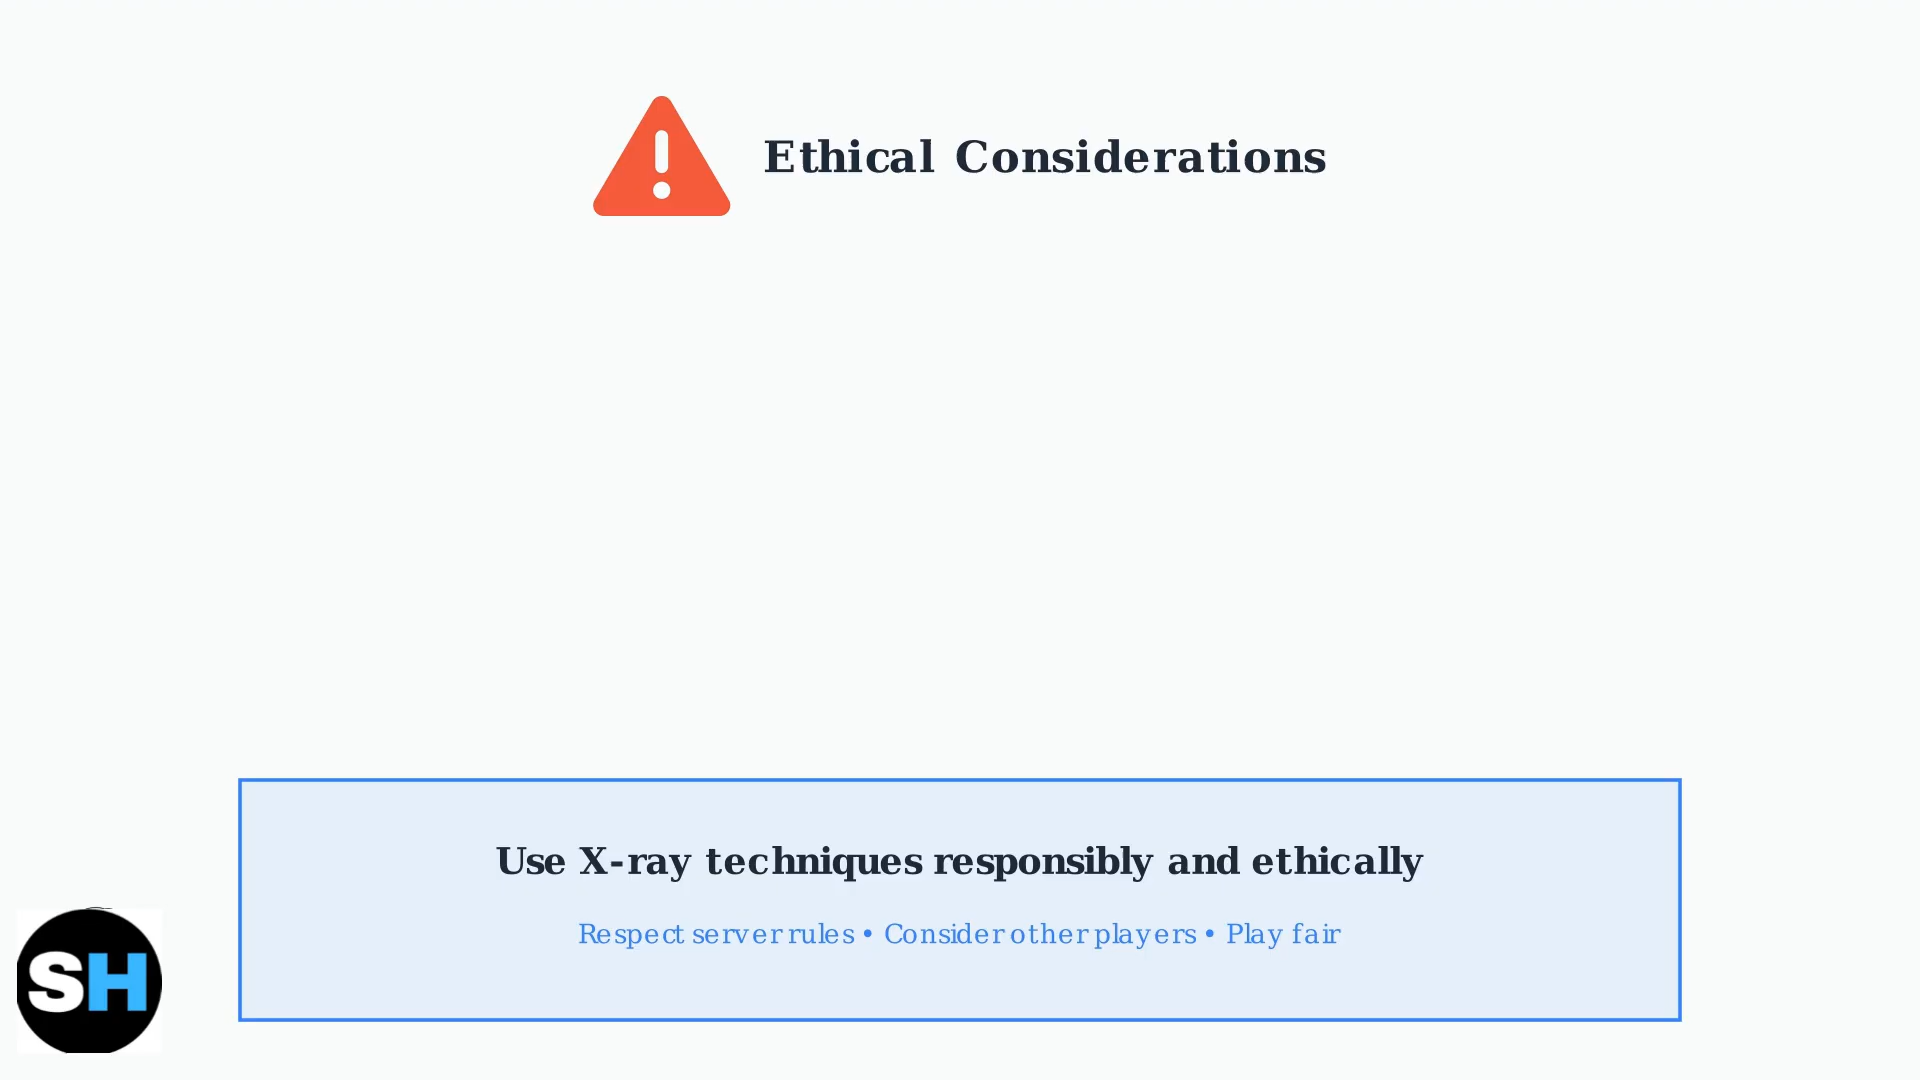 Ethical Considerations
Use X-ray techniques responsibly and ethically
Respect server rules • Consider other players • Play fair
SH